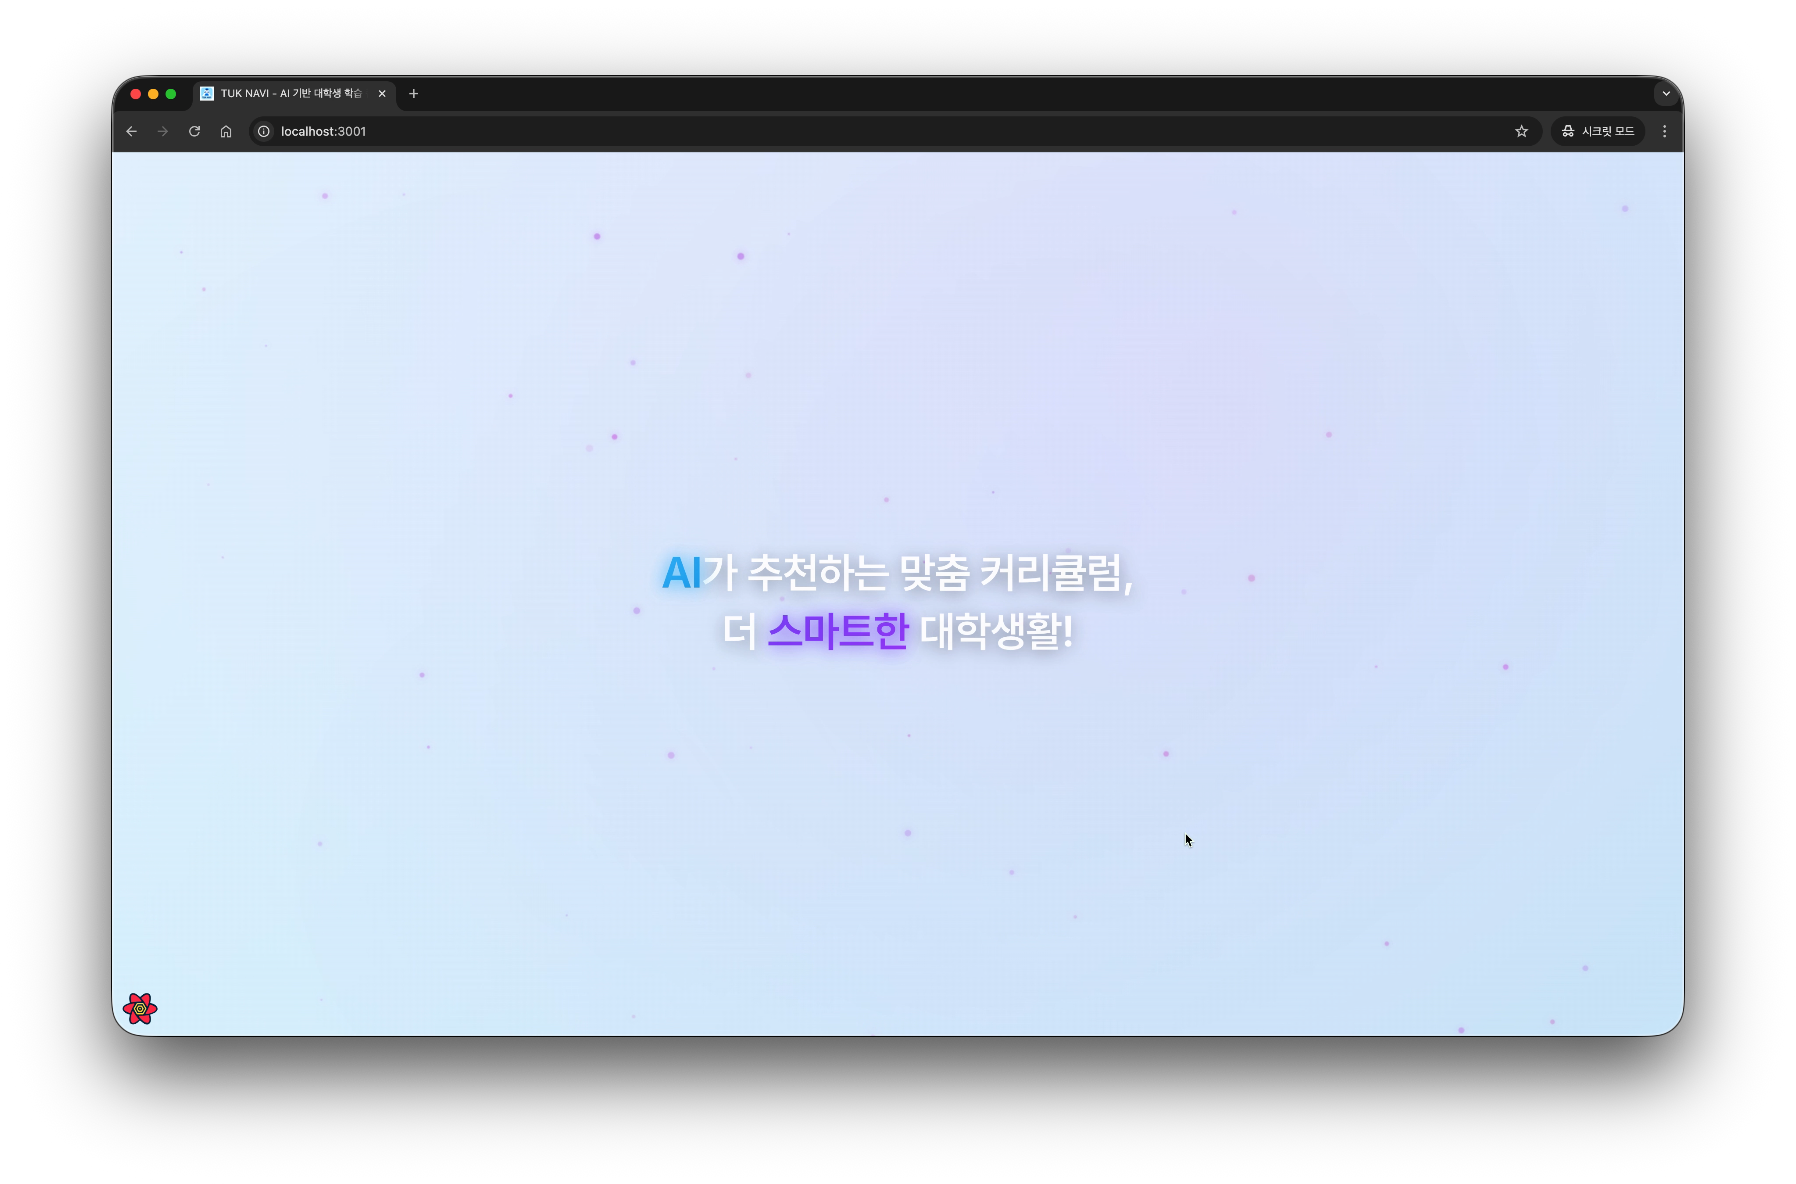 TUK NAVI - AI 기반 대학생 학습
localhost:3001
시크릿 모드
AI가 추천하는 맞춤 커리큘럼,
더 스마트한 대학생활!